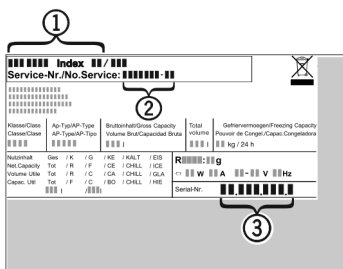 1
Index /
Service-Nr./No.Service: -
2
Klasse/Class Ap-Typ/AP-Type Bruttoinhalt/Gross Capacity Total Gefriervermoegen/Freezing Capacity
Classe/Clase AP-Type/AP-Tipo Volume Brut/Capacidad Bruta volume Pouvoir de Congel./Capac.Congeladora
l l kg / 24 h
Nutzinhalt Ges / K / G / KE / KALT / EIS
Net.Capacity Tot / R / F / CE / CHILL / ICE
Volume Utile Tot / R / C / CA / CHILL / GLA
Capac. Util Tot / F / C / BO / HIE / CHILL
l / l
R : g
W A - V Hz
Serial-Nr. . . .
3